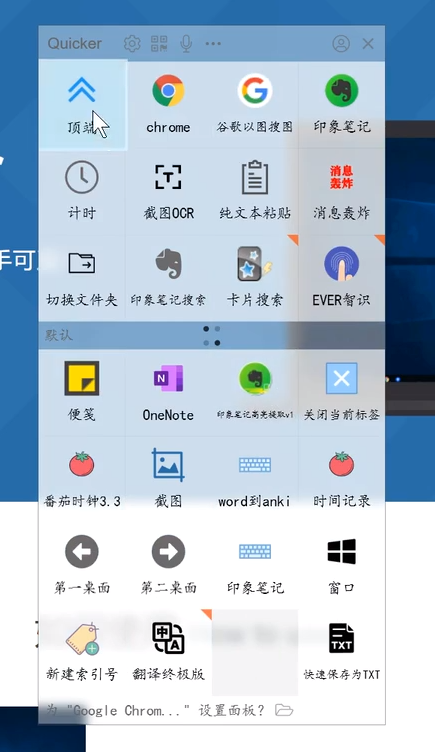 Quicker
顶端
chrome
谷歌以图搜图
印象笔记
计时
截图OCR
纯文本粘贴
消息
轰炸
消息轰炸
切换文件夹
印象笔记搜索
卡片搜索
EVER智识
默认
便笺
OneNote
印象笔记高亮提取v1
关闭当前标签
番茄时钟3.3
截图
word到anki
时间记录
第一桌面
第二桌面
印象笔记
窗口
新建索引号
翻译终极版
TXT
快速保存为TXT
为 "Google Chrom..." 设置面板?
手可